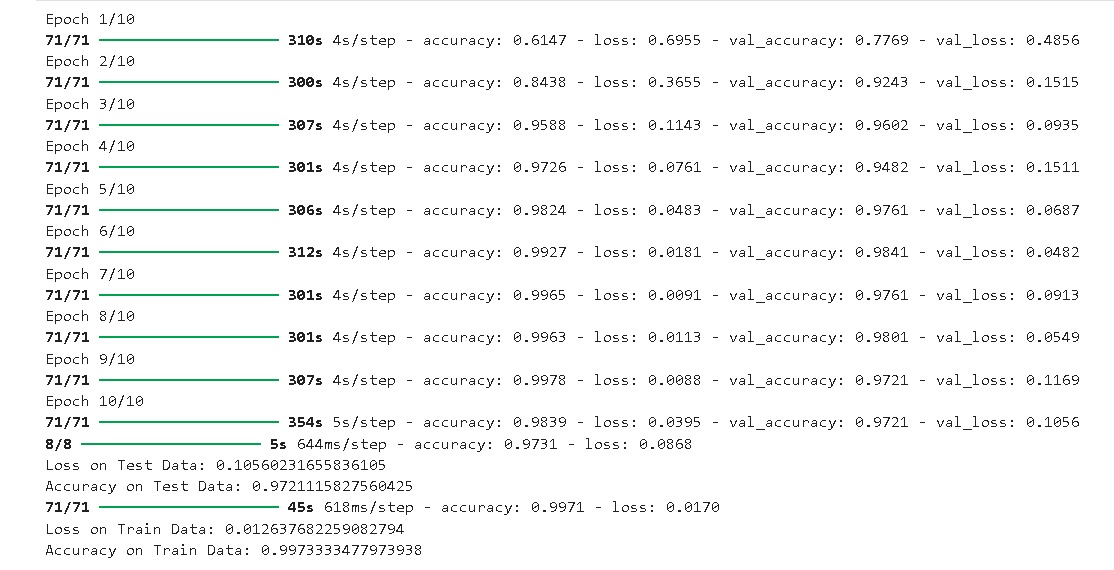 Epoch 1/10
71/71 310s 4s/step - accuracy: 0.6147 - loss: 0.6955 - val_accuracy: 0.7769 - val_loss: 0.4856
Epoch 2/10
71/71 300s 4s/step - accuracy: 0.8438 - loss: 0.3655 - val_accuracy: 0.9243 - val_loss: 0.1515
Epoch 3/10
71/71 307s 4s/step - accuracy: 0.9588 - loss: 0.1143 - val_accuracy: 0.9602 - val_loss: 0.0935
Epoch 4/10
71/71 301s 4s/step - accuracy: 0.9726 - loss: 0.0761 - val_accuracy: 0.9482 - val_loss: 0.1511
Epoch 5/10
71/71 306s 4s/step - accuracy: 0.9824 - loss: 0.0483 - val_accuracy: 0.9761 - val_loss: 0.0687
Epoch 6/10
71/71 312s 4s/step - accuracy: 0.9927 - loss: 0.0181 - val_accuracy: 0.9841 - val_loss: 0.0482
Epoch 7/10
71/71 301s 4s/step - accuracy: 0.9965 - loss: 0.0091 - val_accuracy: 0.9761 - val_loss: 0.0913
Epoch 8/10
71/71 301s 4s/step - accuracy: 0.9963 - loss: 0.0113 - val_accuracy: 0.9801 - val_loss: 0.0549
Epoch 9/10
71/71 307s 4s/step - accuracy: 0.9978 - loss: 0.0088 - val_accuracy: 0.9721 - val_loss: 0.1169
Epoch 10/10
71/71 354s 5s/step - accuracy: 0.9839 - loss: 0.0395 - val_accuracy: 0.9721 - val_loss: 0.1056
8/8 5s 644ms/step - accuracy: 0.9731 - loss: 0.0868
Loss on Test Data: 0.10560231655836105
Accuracy on Test Data: 0.9721115827560425
71/71 45s 618ms/step - accuracy: 0.9971 - loss: 0.0170
Loss on Train Data: 0.012637682259082794
Accuracy on Train Data: 0.9973333477973938